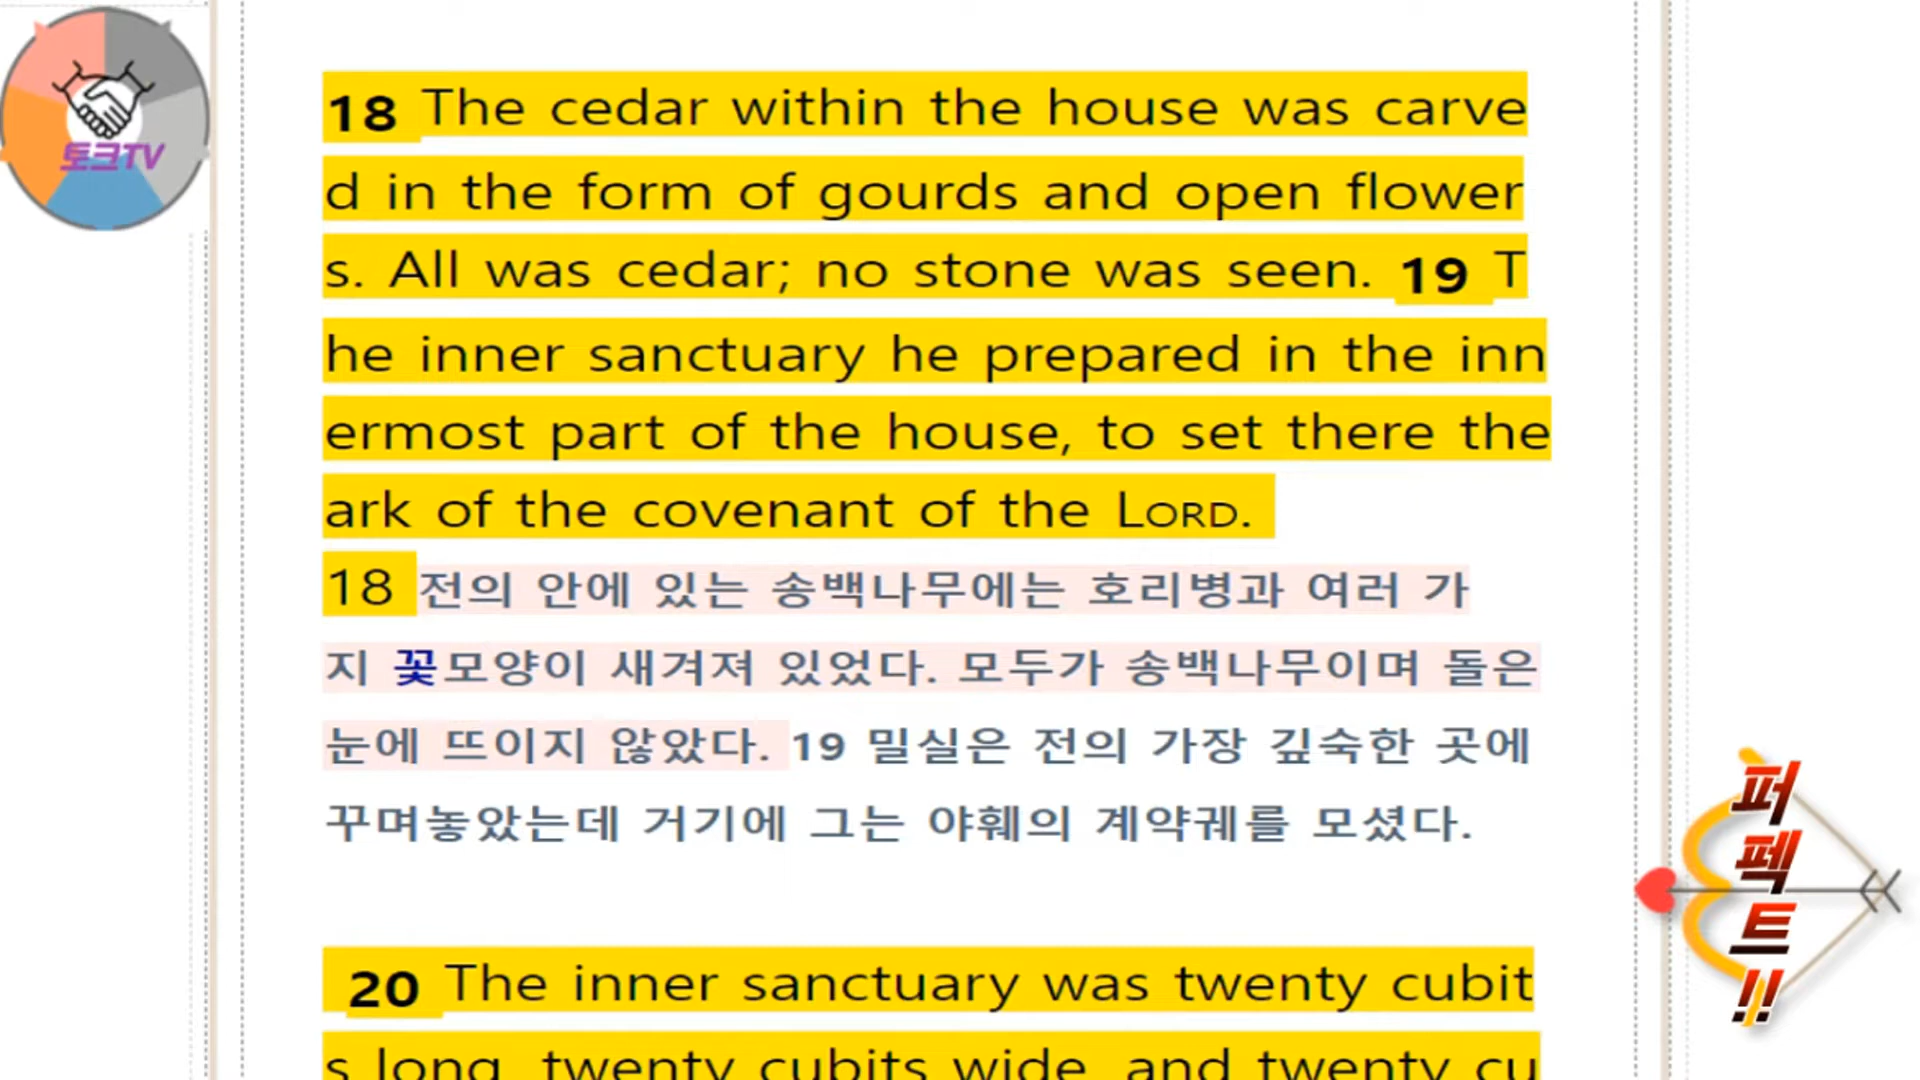 토크TV
18 The cedar within the house was carve
d in the form of gourds and open flower
s. All was cedar; no stone was seen. 19 T
he inner sanctuary he prepared in the inn
ermost part of the house, to set there the
ark of the covenant of the LORD.
18 전의 안에 있는 송백나무에는 호리병과 여러 가
지 꽃모양이 새겨져 있었다. 모두가 송백나무이며 돌은
눈에 뜨이지 않았다. 19 밀실은 전의 가장 깊숙한 곳에
꾸며놓았는데 거기에 그는 야훼의 계약궤를 모셨다.
퍼
펙
트
!!
20 The inner sanctuary was twenty cubit
s long, twenty cubits wide, and twenty cu